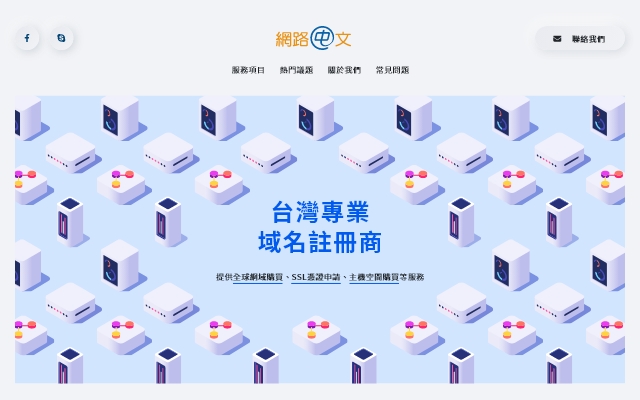 網路中文
聯絡我們
服務項目 熱門議題 關於我們 常見問題
台灣專業
域名註冊商
提供全球網域購買、SSL憑證申請、主機空間購買等服務